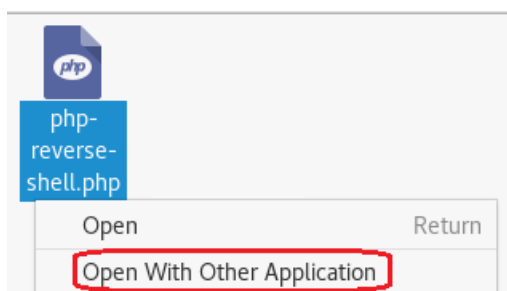 php
php-
reverse-
shell.php
Open Return
Open With Other Application